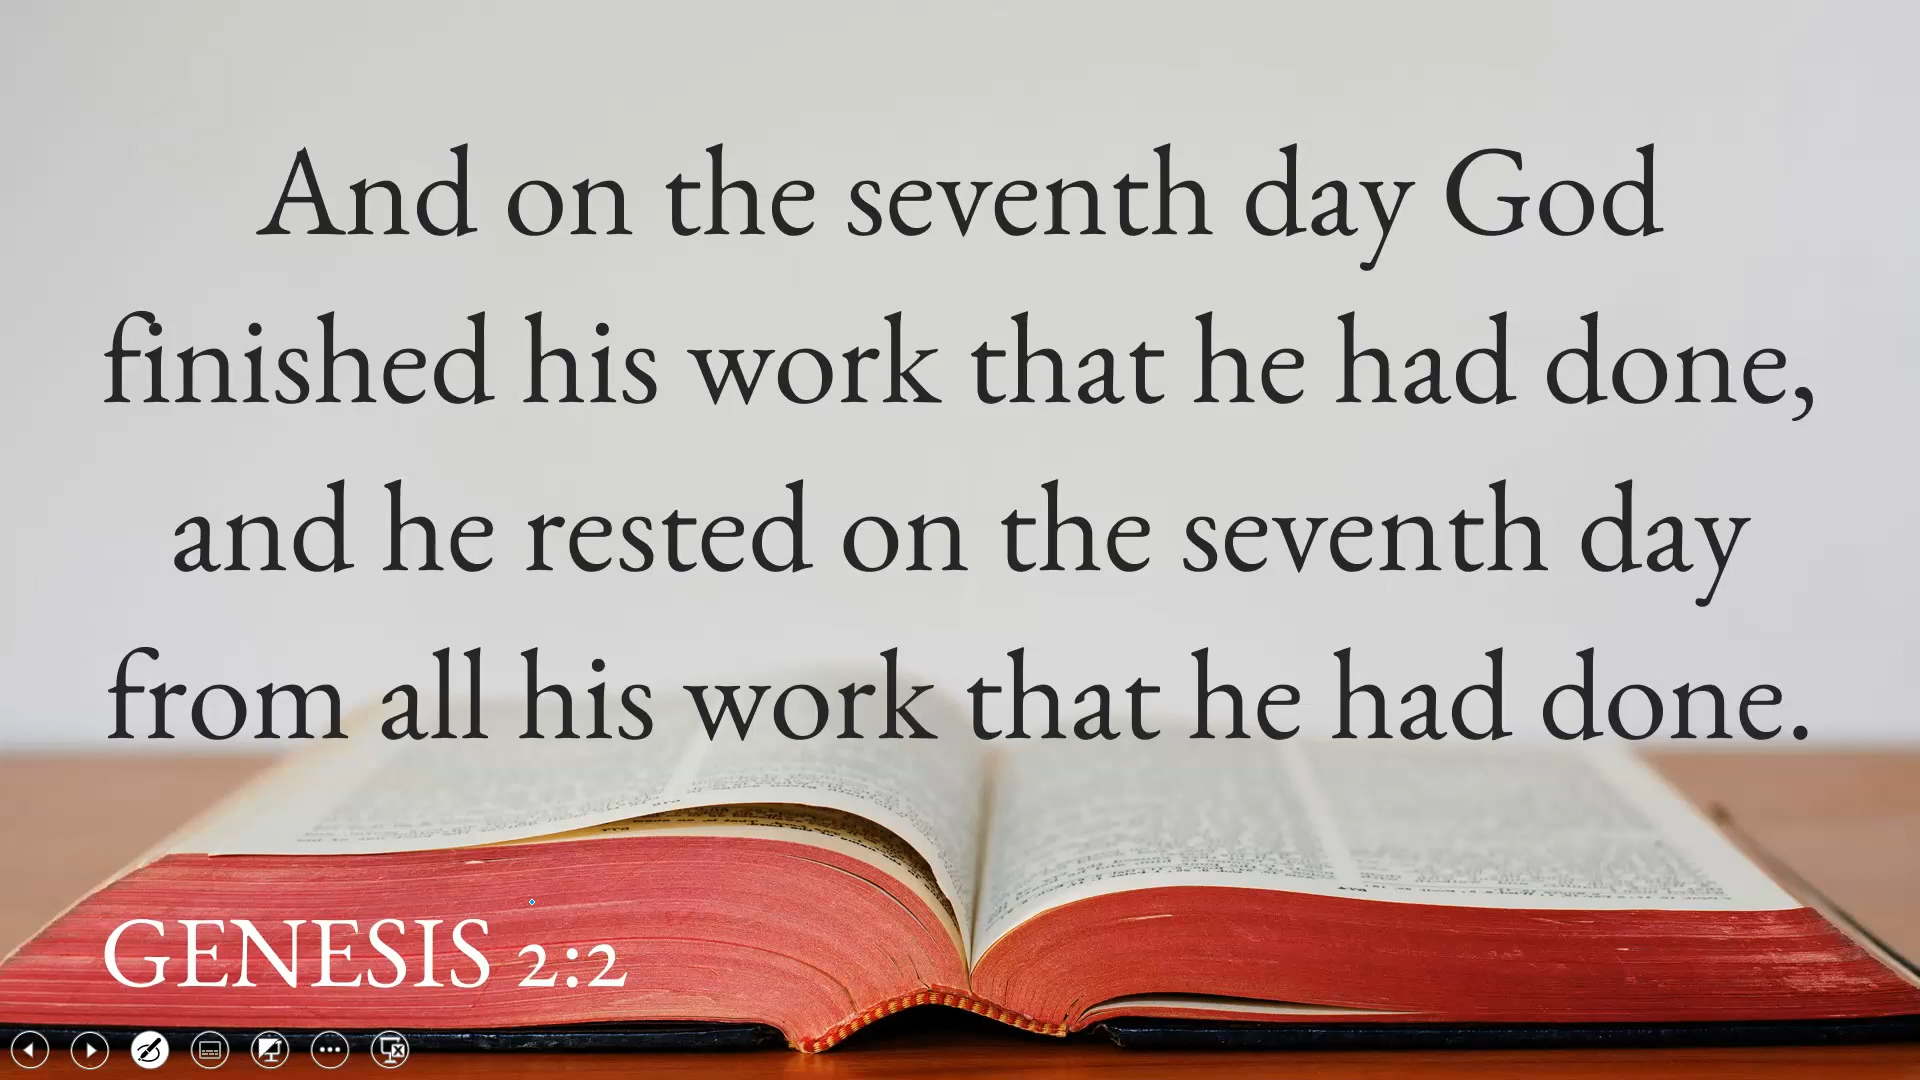 And on the seventh day God
finished his work that he had done,
and he rested on the seventh day
from all his work that he had done.
GENESIS 2:2